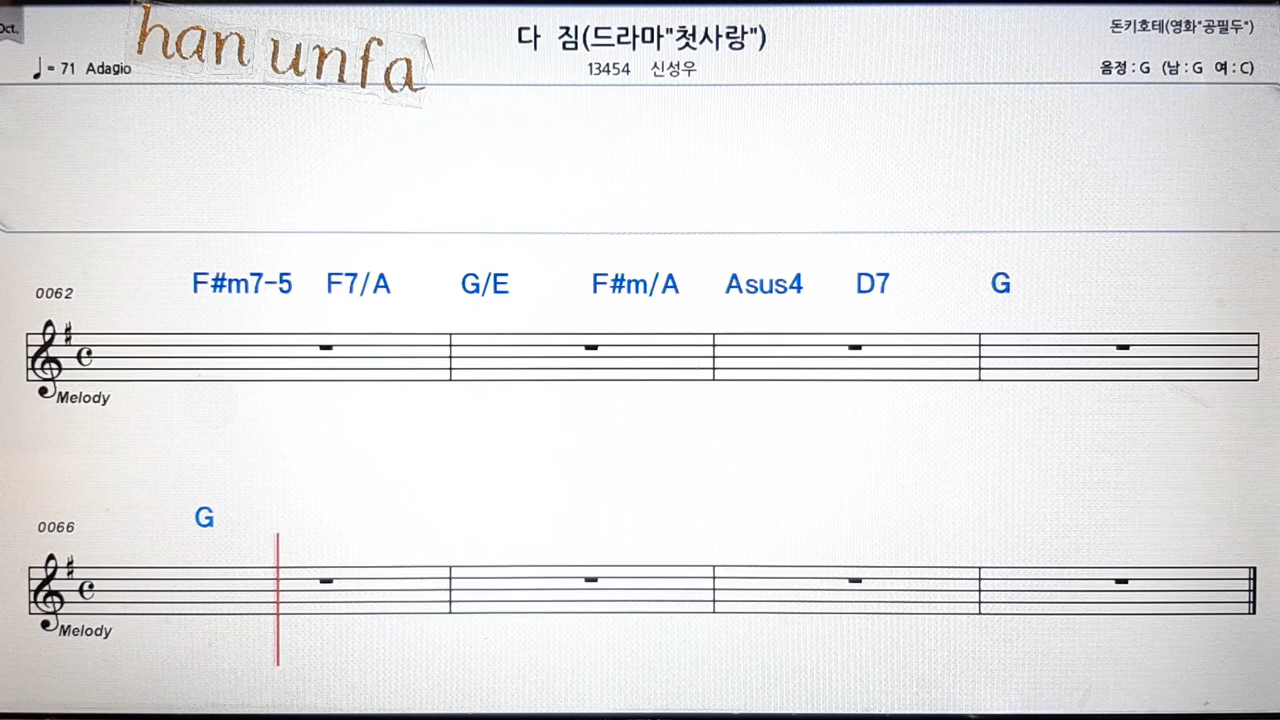 Oct.
han unfa
다 짐(드라마"첫사랑")
돈키호테(영화"공필두")
♩= 71 Adagio
13454 신성우
음정 : G (남 : G 여 : C)
F#m7-5 F7/A G/E F#m/A Asus4 D7 G
0062
Melody
G
0066
Melody